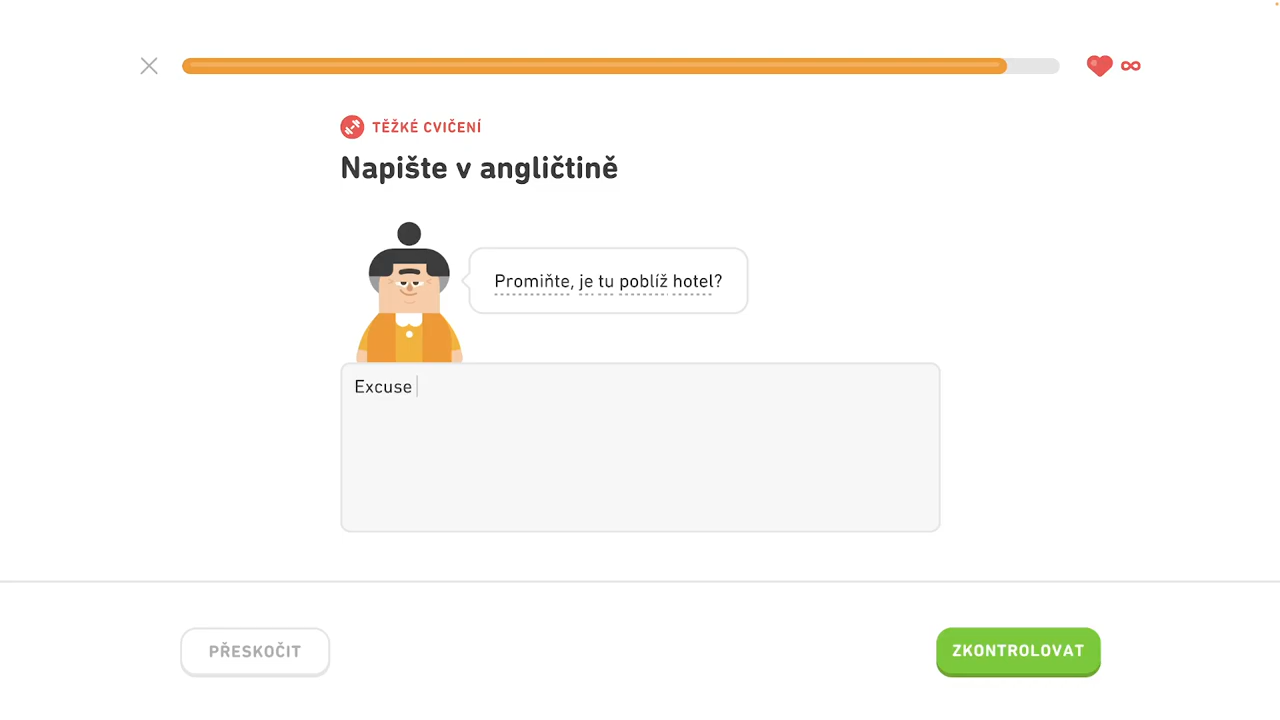 TĚŽKÉ CVIČENÍ
Napište v angličtině
Promiňte, je tu poblíž hotel?
Excuse
PŘESKOČIT
ZKONTROLOVAT